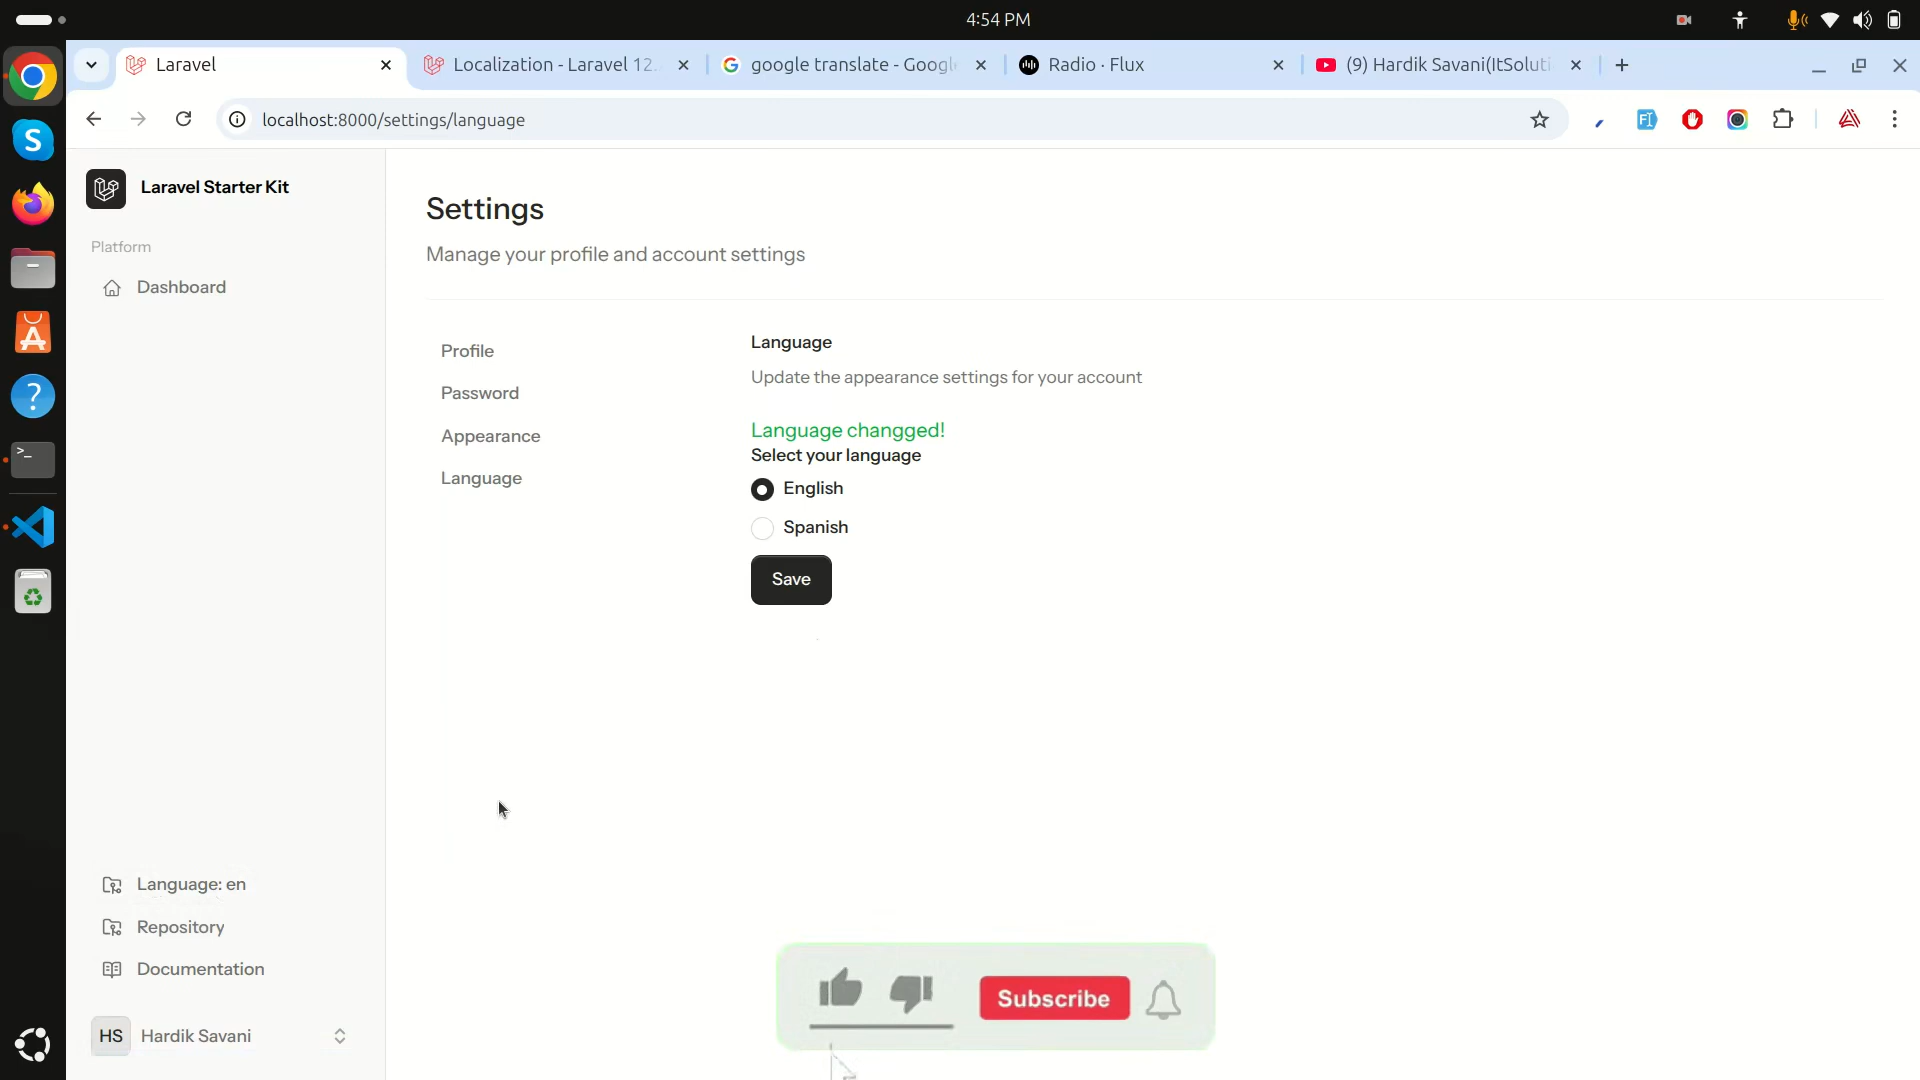 4:54 PM
Laravel
Localization - Laravel 12..
google translate - Google
Radio · Flux
(9) Hardik Savani(ItSoluti
localhost:8000/settings/language
Laravel Starter Kit
Platform
Dashboard
Settings
Manage your profile and account settings
Profile
Password
Appearance
Language
Language
Update the appearance settings for your account
Language changged!
Select your language
English
Spanish
Save
Language: en
Repository
Documentation
HS
Hardik Savani
Subscribe